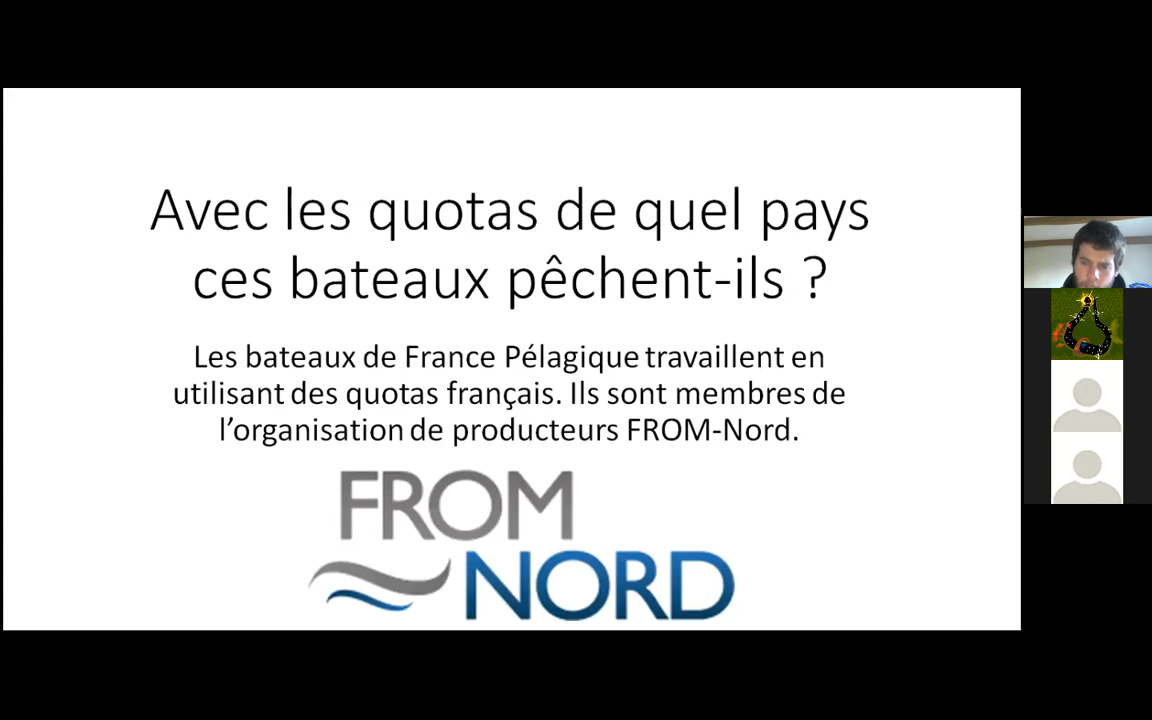 Avec les quotas de quel pays
ces bateaux pêchent-ils ?
Les bateaux de France Pélagique travaillent en
utilisant des quotas français. Ils sont membres de
l’organisation de producteurs FROM-Nord.
FROM
NORD